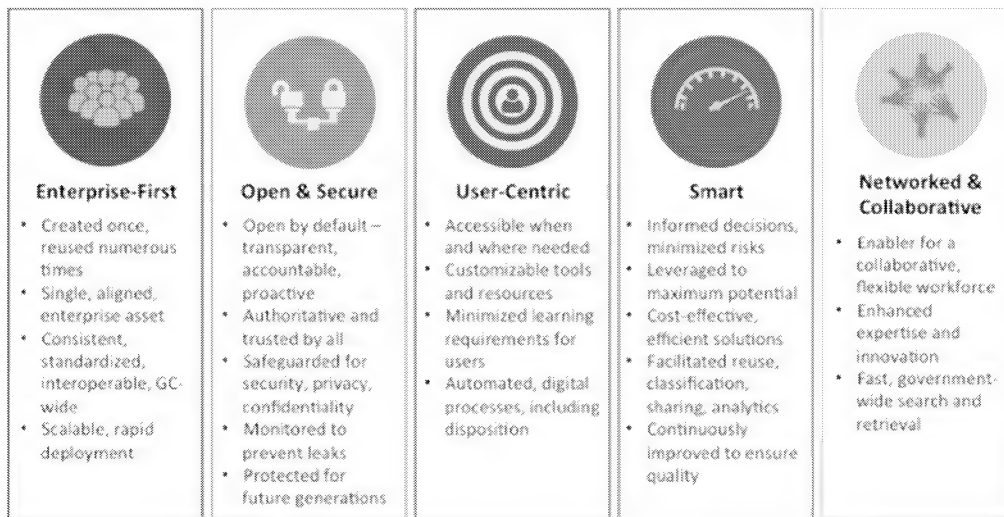 Enterprise-First
• Created once,
reused numerous
times
• Single, aligned,
enterprise asset
• Consistent,
standardized,
interoperable, GC-
wide
• Scalable, rapid
deployment
Open & Secure
• Open by default –
transparent,
accountable,
proactive
• Authoritative and
trusted by all
• Safeguarded for
security, privacy,
confidentiality
• Monitored to
prevent leaks
• Protected for
future generations
User-Centric
• Accessible when
and where needed
• Customizable tools
and resources
• Minimized learning
requirements for
users
• Automated, digital
processes, including
disposition
Smart
• Informed decisions,
minimized risks
• Leveraged to
maximum potential
• Cost-effective,
efficient solutions
• Facilitated reuse,
classification,
sharing, analytics
• Continuously
improved to ensure
quality
Networked &
Collaborative
• Enabler for a
collaborative,
flexible workforce
• Enhanced
expertise and
innovation
• Fast, government-
wide search and
retrieval